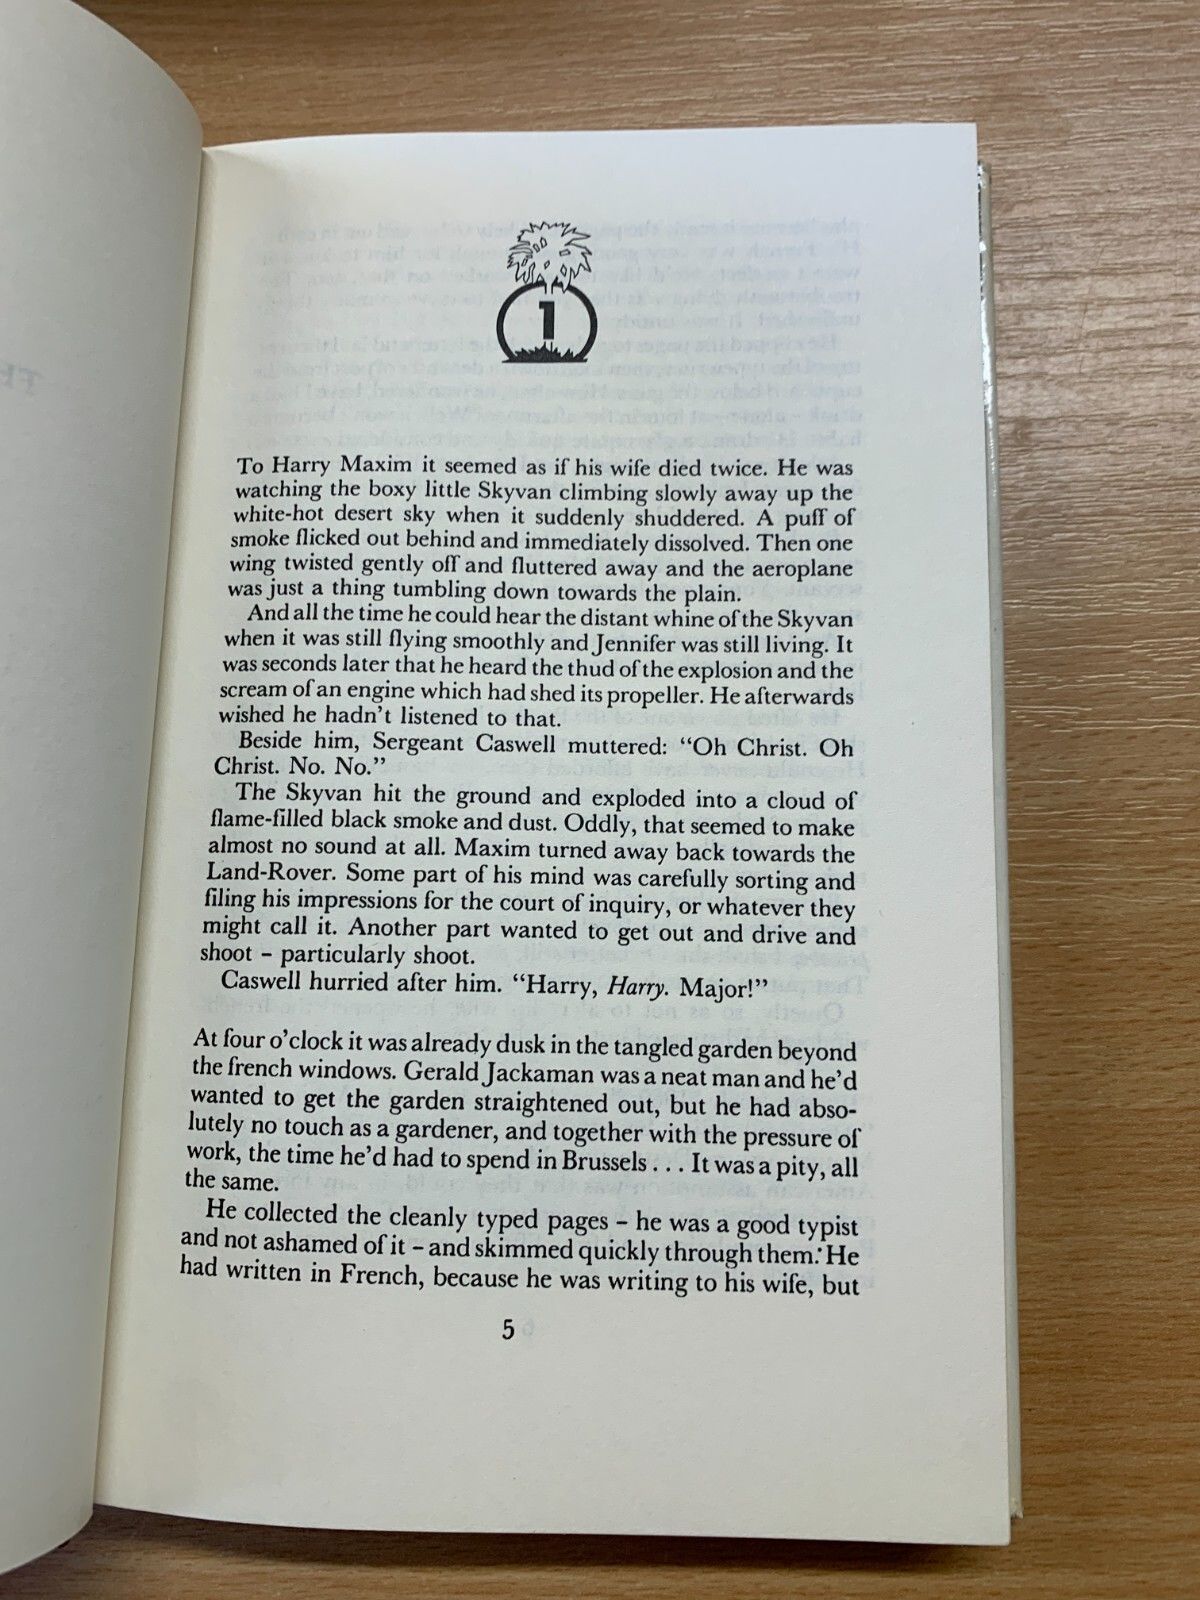 1
To Harry Maxim it seemed as if his wife died twice. He was
watching the boxy little Skyvan climbing slowly away up the
white-hot desert sky when it suddenly shuddered. A puff of
smoke flicked out behind and immediately dissolved. Then one
wing twisted gently off and fluttered away and the aeroplane
was just a thing tumbling down towards the plain.
And all the time he could hear the distant whine of the Skyvan
when it was still flying smoothly and Jennifer was still living. It
was seconds later that he heard the thud of the explosion and the
scream of an engine which had shed its propeller. He afterwards
wished he hadn't listened to that.
Beside him, Sergeant Caswell muttered: “Oh Christ. Oh
Christ. No. No.”
The Skyvan hit the ground and exploded into a cloud of
flame-filled black smoke and dust. Oddly, that seemed to make
almost no sound at all. Maxim turned away back towards the
Land-Rover. Some part of his mind was carefully sorting and
filing his impressions for the court of inquiry, or whatever they
might call it. Another part wanted to get out and drive and
shoot – particularly shoot.
Caswell hurried after him. “Harry, Harry. Major!”
At four o'clock it was already dusk in the tangled garden beyond
the french windows. Gerald Jackaman was a neat man and he'd
wanted to get the garden straightened out, but he had abso-
lutely no touch as a gardener, and together with the pressure of
work, the time he'd had to spend in Brussels . . . It was a pity, all
the same.
He collected the cleanly typed pages – he was a good typist
and not ashamed of it – and skimmed quickly through them. He
had written in French, because he was writing to his wife, but
5